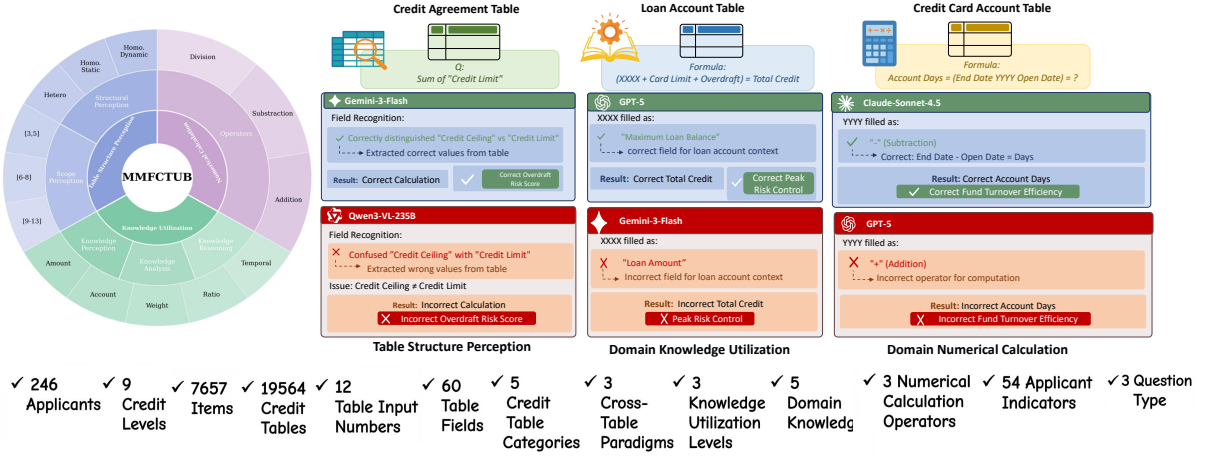 MMFCTUB
Table Structure Perception
Numerical Calculation
Knowledge Utilization
Structural
Perception
Scope
Perception
Operators
Knowledge
Perception
Knowledge
Analysis
Knowledge
Reasoning
Homo.
Dynamic
Homo.
Static
Hetero
[3,5]
[6-8]
[9-13]
Division
Substraction
Addition
Amount
Account
Weight
Ratio
Temporal
Credit Agreement Table
Q:
Sum of "Credit Limit"
Gemini-3-Flash
Field Recognition:
Correctly distinguished "Credit Ceiling" vs "Credit Limit"
Extracted correct values from table
Result: Correct Calculation
Correct Overdraft
Risk Score
Qwen3-VL-235B
Field Recognition:
Confused "Credit Ceiling" with "Credit Limit"
Extracted wrong values from table
Issue: Credit Ceiling ≠ Credit Limit
Result: Incorrect Calculation
Incorrect Overdraft Risk Score
Table Structure Perception
Loan Account Table
Formula:
(XXXX + Card Limit + Overdraft) = Total Credit
GPT-5
XXXX filled as:
"Maximum Loan Balance"
correct field for loan account context
Result: Correct Total Credit
Correct Peak
Risk Control
Gemini-3-Flash
XXXX filled as:
"Loan Amount"
Incorrect field for loan account context
Result: Incorrect Total Credit
Peak Risk Control
Domain Knowledge Utilization
Credit Card Account Table
Formula:
Account Days = (End Date YYYY Open Date) = ?
Claude-Sonnet-4.5
YYYY filled as:
"-" (Subtraction)
Correct: End Date - Open Date = Days
Result: Correct Account Days
Correct Fund Turnover Efficiency
GPT-5
YYYY filled as:
"+" (Addition)
Incorrect operator for computation
Result: Incorrect Account Days
Incorrect Fund Turnover Efficiency
Domain Numerical Calculation
✓ 246
Applicants
✓ 9
Credit
Levels
✓ 7657
Items
✓ 19564
Credit
Tables
✓ 12
Table Input
Numbers
✓ 60
Table
Fields
✓ 5
Credit
Table
Categories
✓ 3
Cross-
Table
Paradigms
✓ 3
Knowledge
Utilization
Levels
✓ 5
Domain
Knowledg
✓ 3 Numerical
Calculation
Operators
✓ 54 Applicant
Indicators
✓ 3 Question
Type